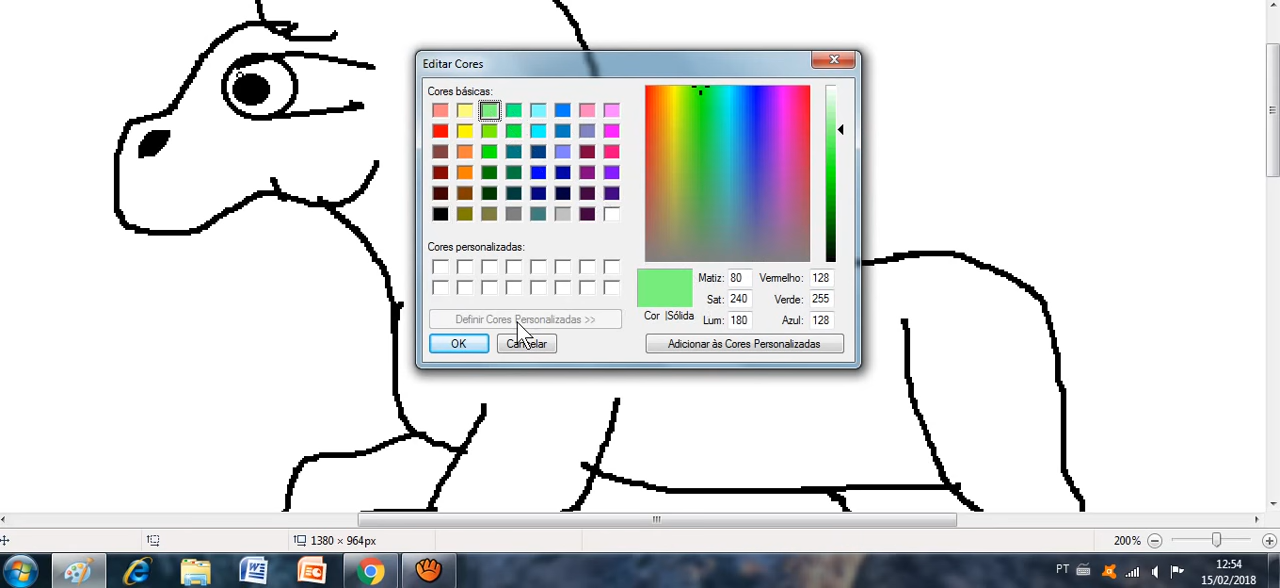 Editar Cores
Cores básicas:
Cores personalizadas:
Definir Cores Personalizadas >>
OK
Cancelar
Cor |Sólida
Matiz: 80
Sat: 240
Lum: 180
Vermelho: 128
Verde: 255
Azul: 128
Adicionar às Cores Personalizadas
1380 × 964px
200%
PT
12:54
15/02/2018